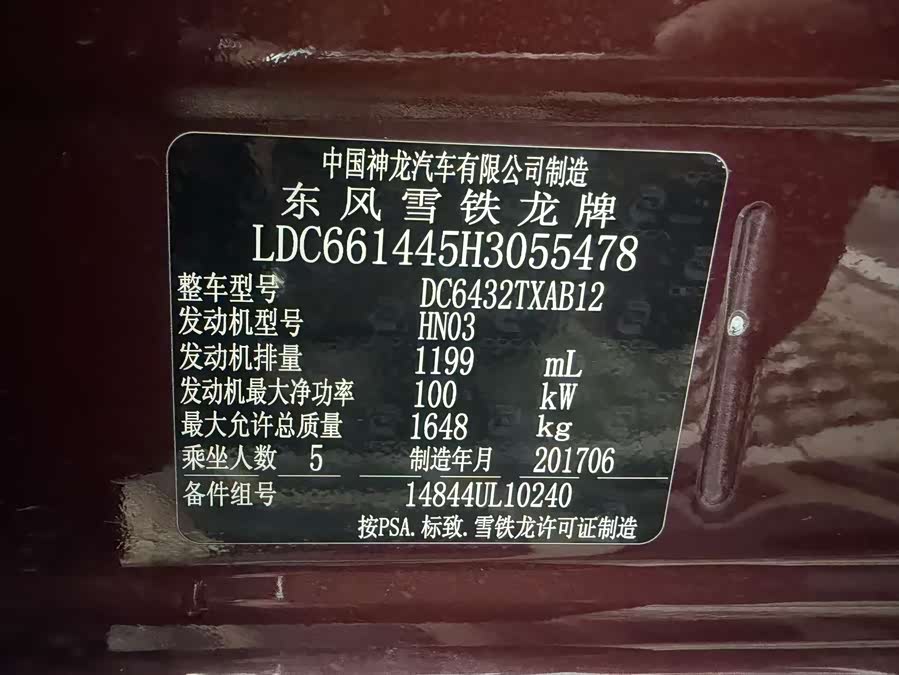 中国神龙汽车有限公司制造
东风雪铁龙牌
LDC661445H3055478
整车型号 DC6432TXAB12
发动机型号 HN03
发动机排量 1199 mL
发动机最大净功率 100 kW
最大允许总质量 1648 kg
乘坐人数 5 制造年月 201706
备件组号 14844UL10240
按PSA.标致.雪铁龙许可证制造